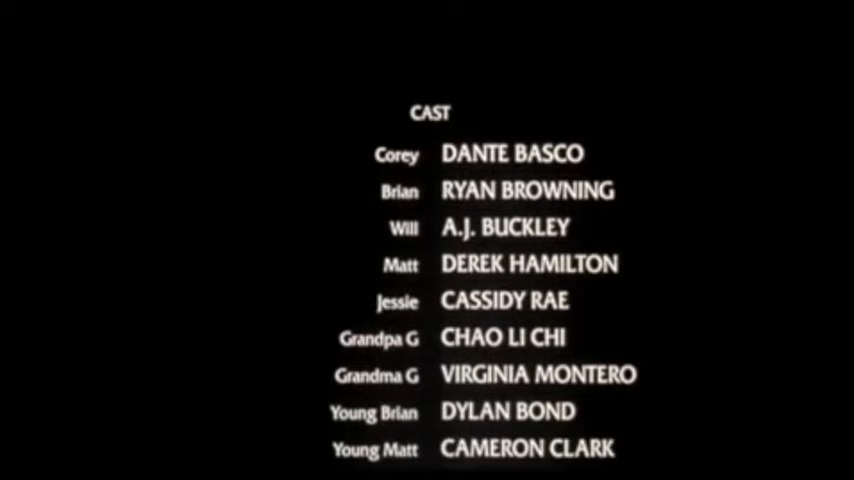 CAST
Corey DANTE BASCO
Brian RYAN BROWNING
Will A.J. BUCKLEY
Matt DEREK HAMILTON
Jessie CASSIDY RAE
Grandpa G CHAO LI CHI
Grandma G VIRGINIA MONTERO
Young Brian DYLAN BOND
Young Matt CAMERON CLARK